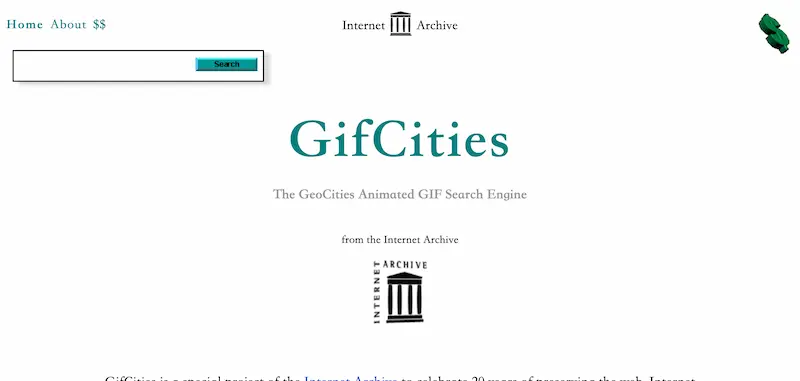 Home About $$
Internet Archive
Search
GifCities
The GeoCities Animated GIF Search Engine
from the Internet Archive
INTERNET ARCHIVE
GifCities is a special project of the Internet Archive to celebrate 20 years of preserving the web. Internet